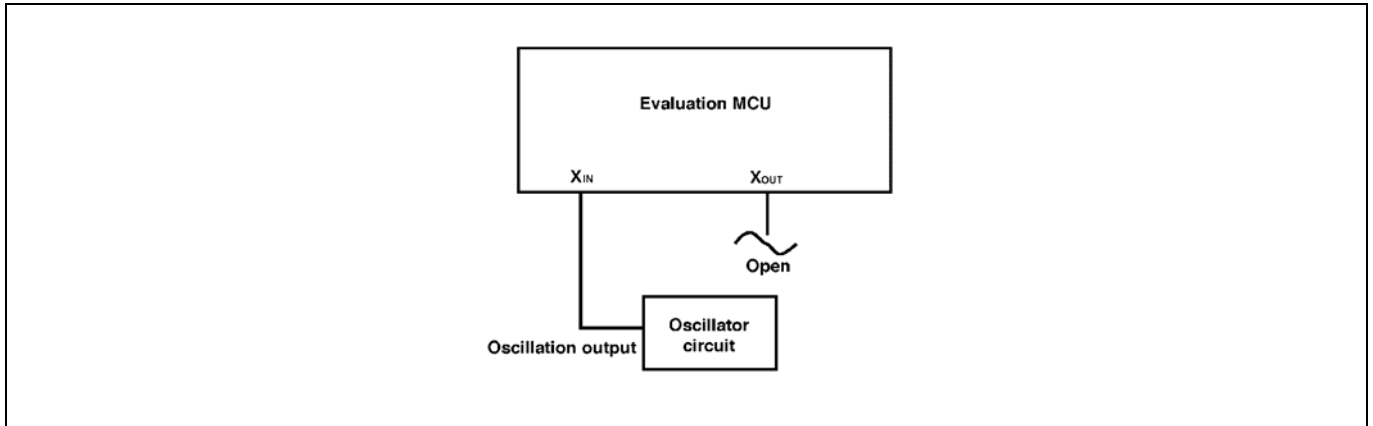 Evaluation MCU
XIN
XOUT
Open
Oscillator
circuit
Oscillation output